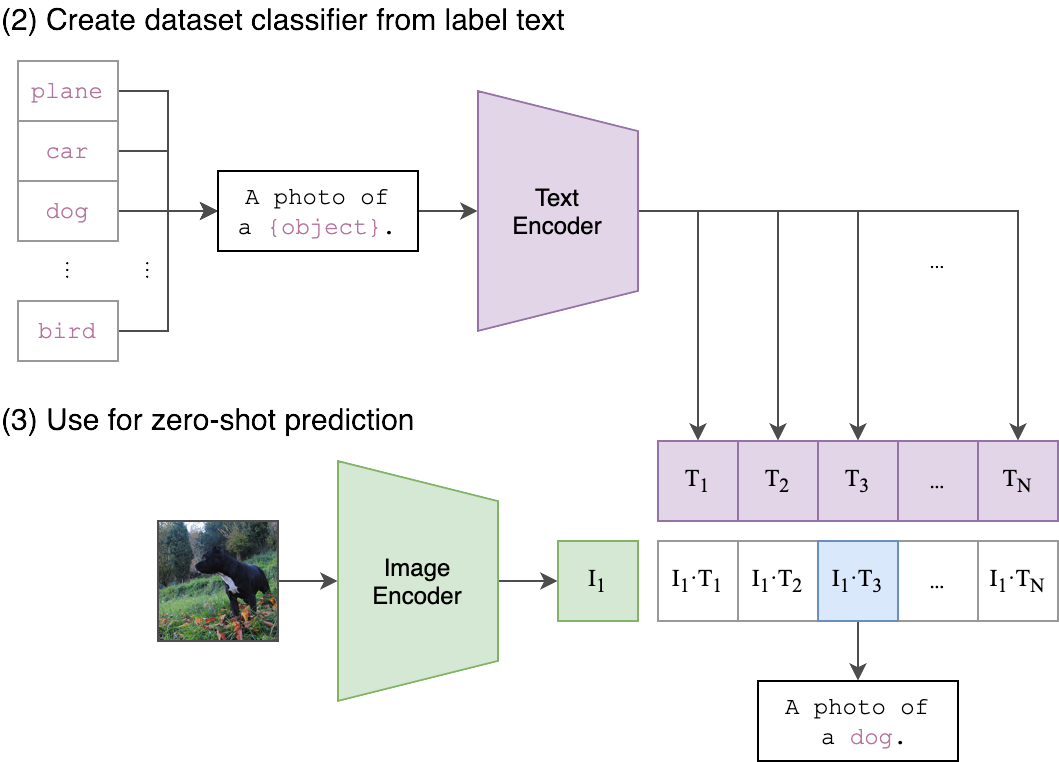 (2) Create dataset classifier from label text
plane
car
dog
⋮ ⋮
bird
A photo of
a {object}.
Text
Encoder
...
(3) Use for zero-shot prediction
Image
Encoder
I₁
T₁ T₂ T₃ ... T_N
I₁·T₁ I₁·T₂ I₁·T₃ ... I₁·T_N
A photo of
a dog.